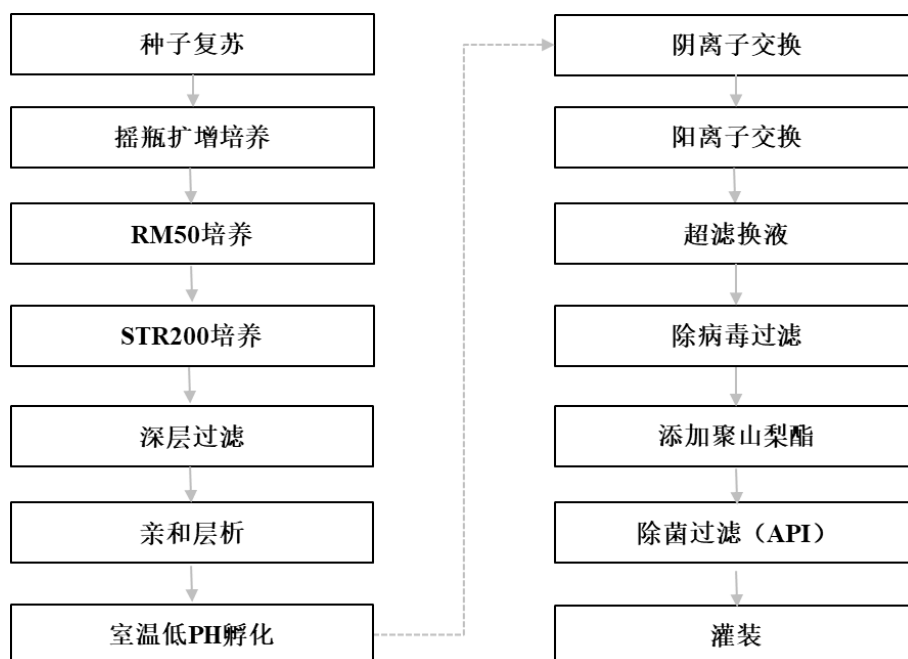 种子复苏
摇瓶扩增培养
RM50培养
STR200培养
深层过滤
亲和层析
室温低PH孵化
阴离子交换
阳离子交换
超滤换液
除病毒过滤
添加聚山梨酯
除菌过滤（API）
灌装